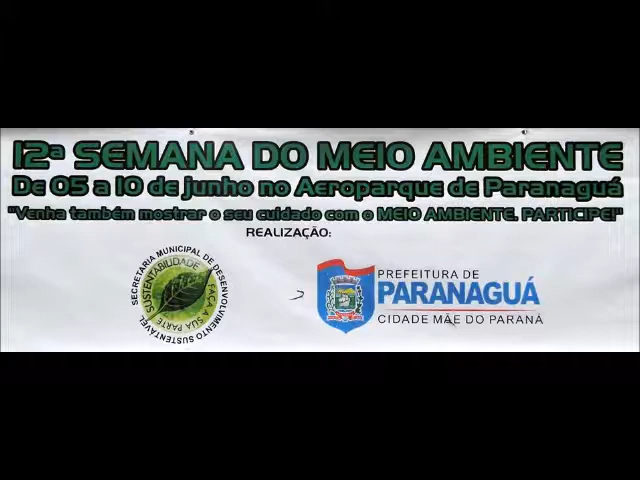 12ª SEMANA DO MEIO AMBIENTE
De 05 a 10 de junho no Aeroparque de Paranaguá
"Venha também mostrar o seu cuidado com o MEIO AMBIENTE. PARTICIPE!"
REALIZAÇÃO:
SECRETARIA MUNICIPAL DE DESENVOLVIMENTO SUSTENTÁVEL
SUSTENTABILIDADE
FAÇA A SUA PARTE
PREFEITURA DE
PARANAGUÁ
CIDADE MÃE DO PARANÁ